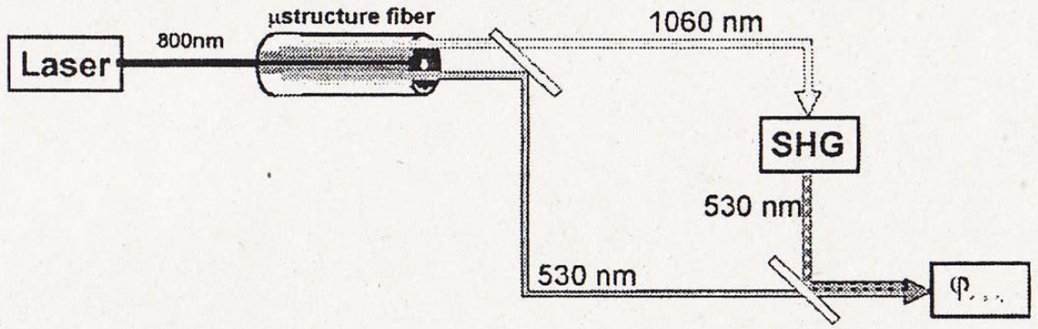 μstructure fiber
800nm
Laser
1060 nm
SHG
530 nm
530 nm
φ...